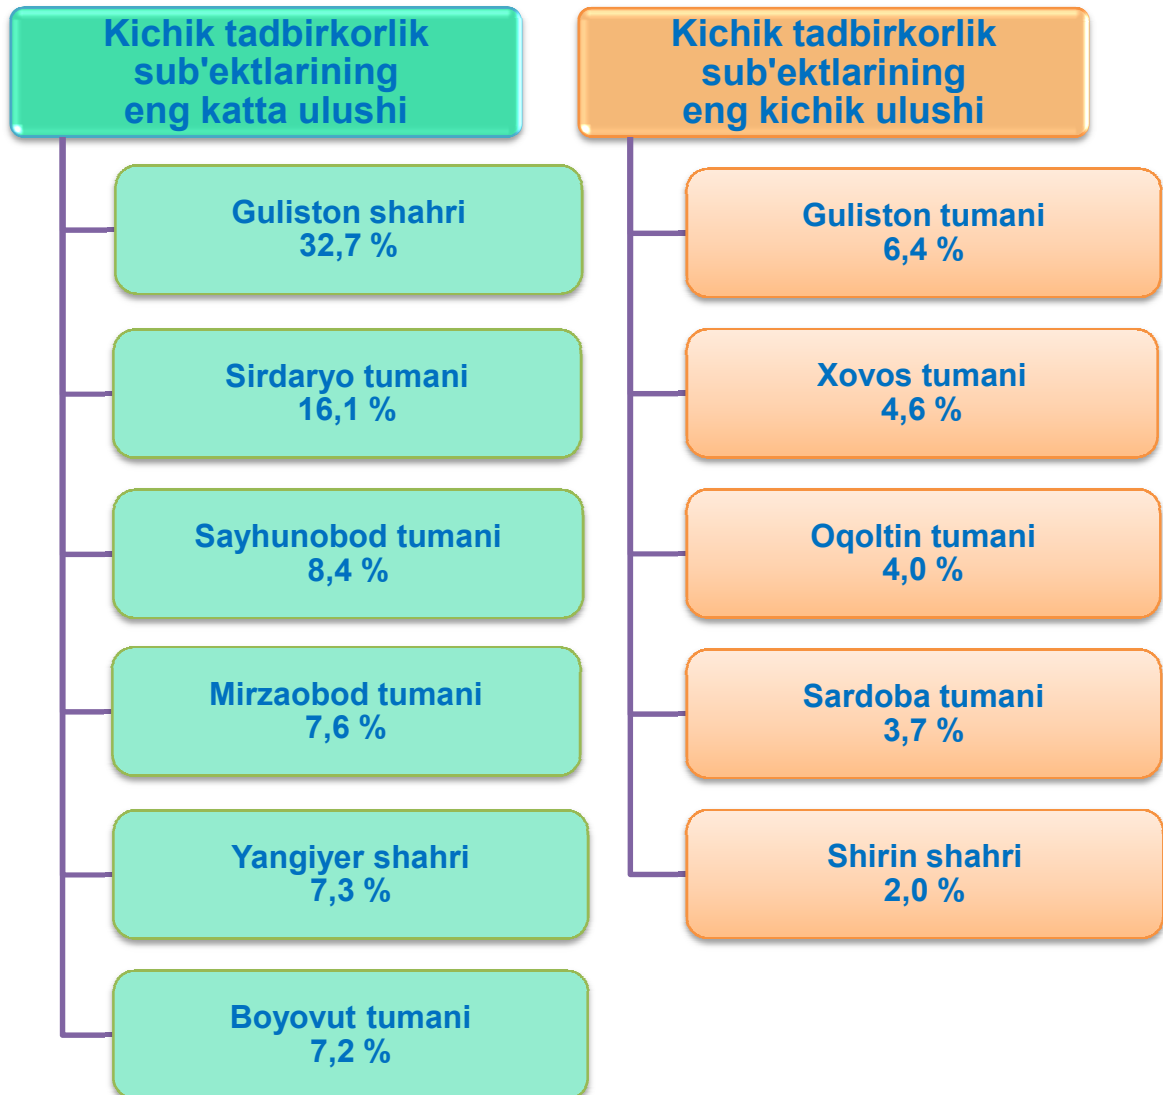 Kichik tadbirkorlik
sub'ektlarining
eng katta ulushi
Guliston shahri
32,7 %
Sirdaryo tumani
16,1 %
Sayhunobod tumani
8,4 %
Mirzaobod tumani
7,6 %
Yangiyer shahri
7,3 %
Boyovut tumani
7,2 %
Kichik tadbirkorlik
sub'ektlarining
eng kichik ulushi
Guliston tumani
6,4 %
Xovos tumani
4,6 %
Oqoltin tumani
4,0 %
Sardoba tumani
3,7 %
Shirin shahri
2,0 %